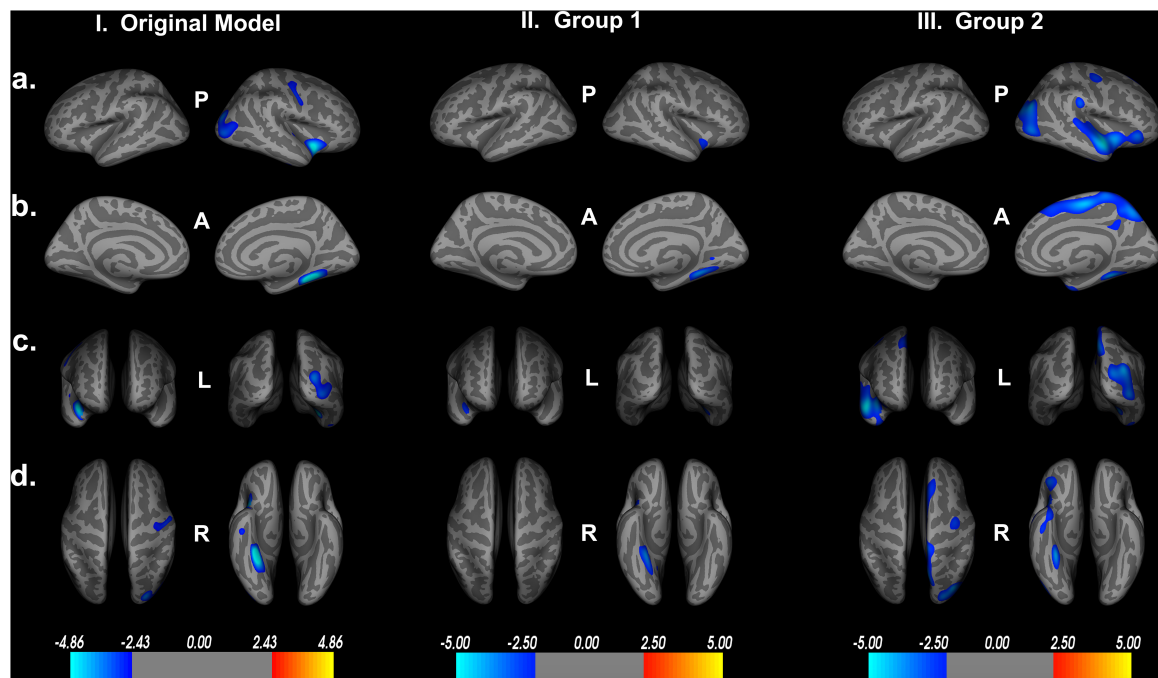 I. Original Model
II. Group 1
III. Group 2
a.
P
P
P
b.
A
A
A
c.
L
L
L
d.
R
R
R
-4.86 -2.43 0.00 2.43 4.86
-5.00 -2.50 0.00 2.50 5.00
-5.00 -2.50 0.00 2.50 5.00